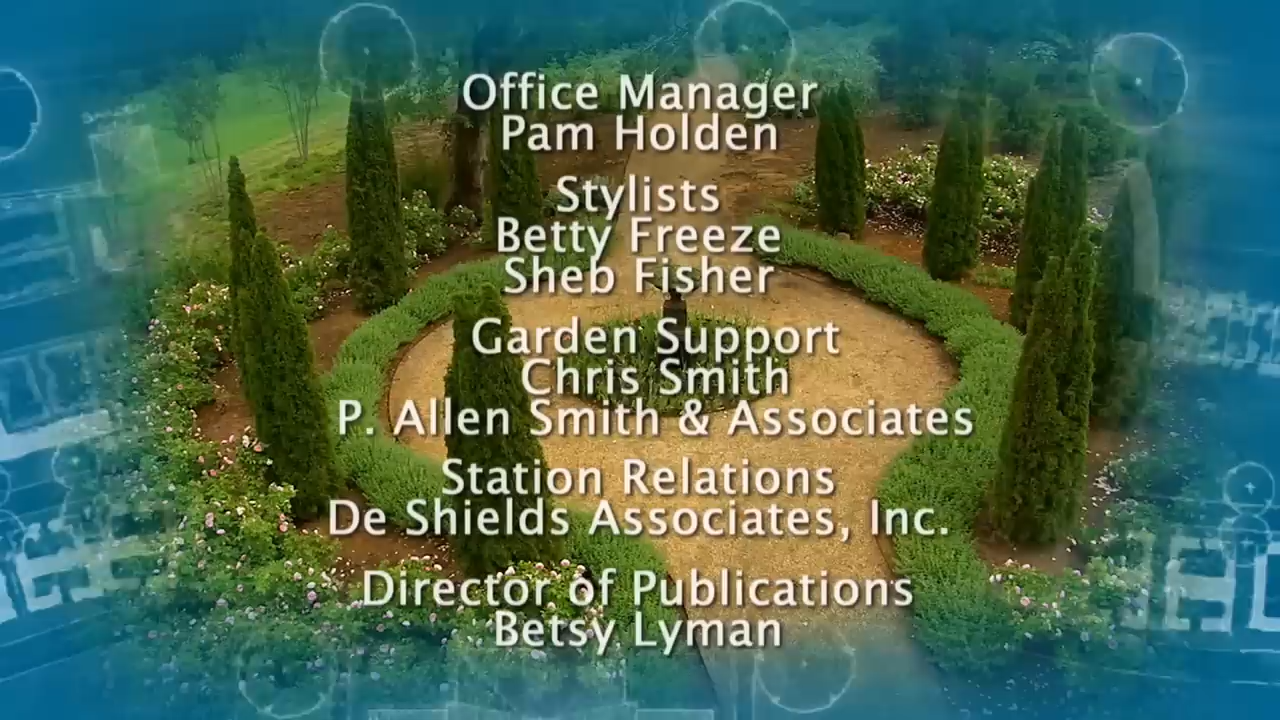 Office Manager
Pam Holden
Stylists
Betty Freeze
Sheb Fisher
Garden Support
Chris Smith
P. Allen Smith & Associates
Station Relations
De Shields Associates, Inc.
Director of Publications
Betsy Lyman